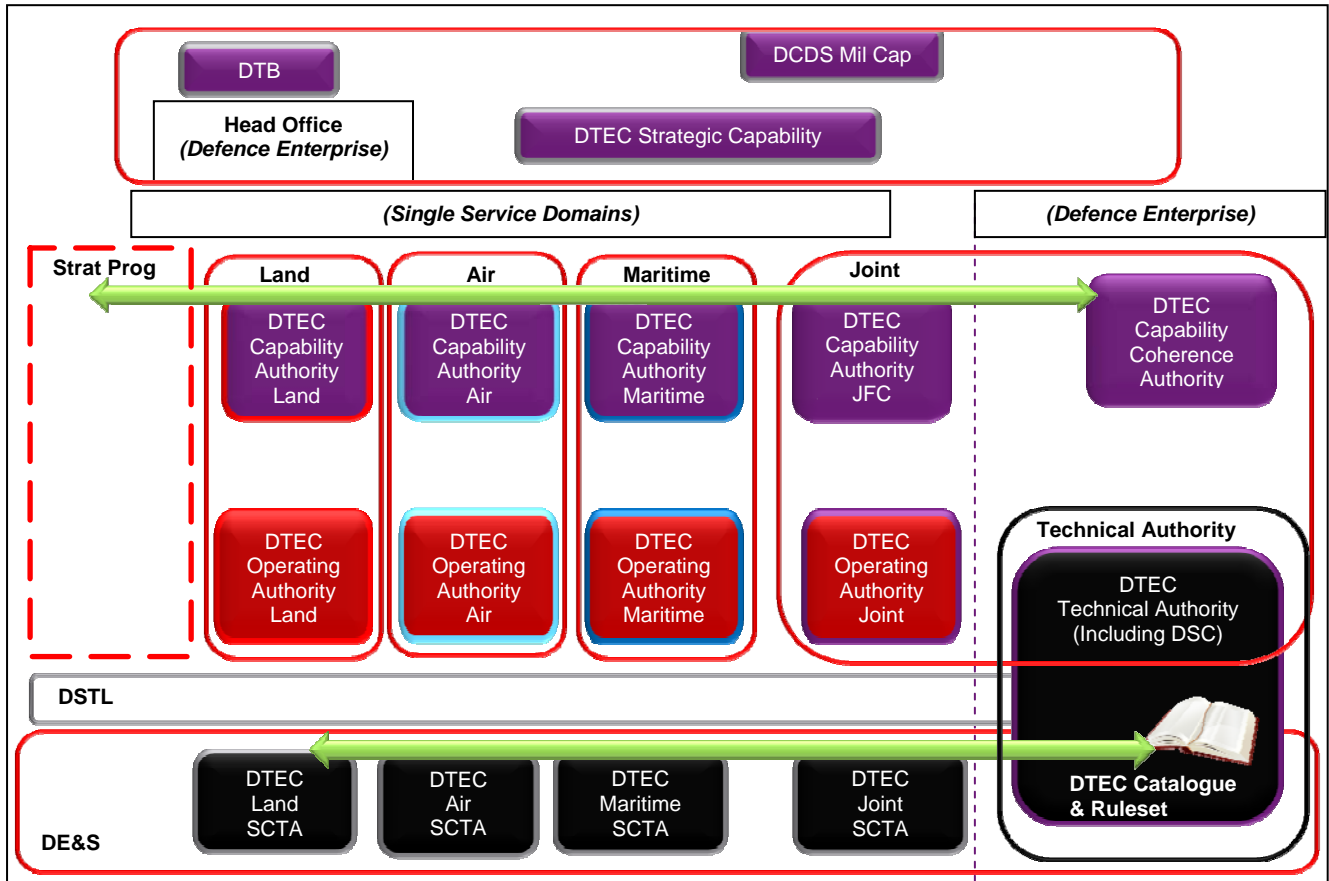 DTB
DCDS Mil Cap
Head Office
(Defence Enterprise)
DTEC Strategic Capability
(Single Service Domains)
(Defence Enterprise)
Strat Prog
Land
Air
Maritime
Joint
DTEC
Capability
Authority
Land
DTEC
Capability
Authority
Air
DTEC
Capability
Authority
Maritime
DTEC
Capability
Authority
JFC
DTEC
Capability
Coherence
Authority
DTEC
Operating
Authority
Land
DTEC
Operating
Authority
Air
DTEC
Operating
Authority
Maritime
DTEC
Operating
Authority
Joint
Technical Authority
DTEC
Technical Authority
(Including DSC)
DSTL
DTEC
Land
SCTA
DTEC
Air
SCTA
DTEC
Maritime
SCTA
DTEC
Joint
SCTA
DTEC Catalogue
& Ruleset
DE&S